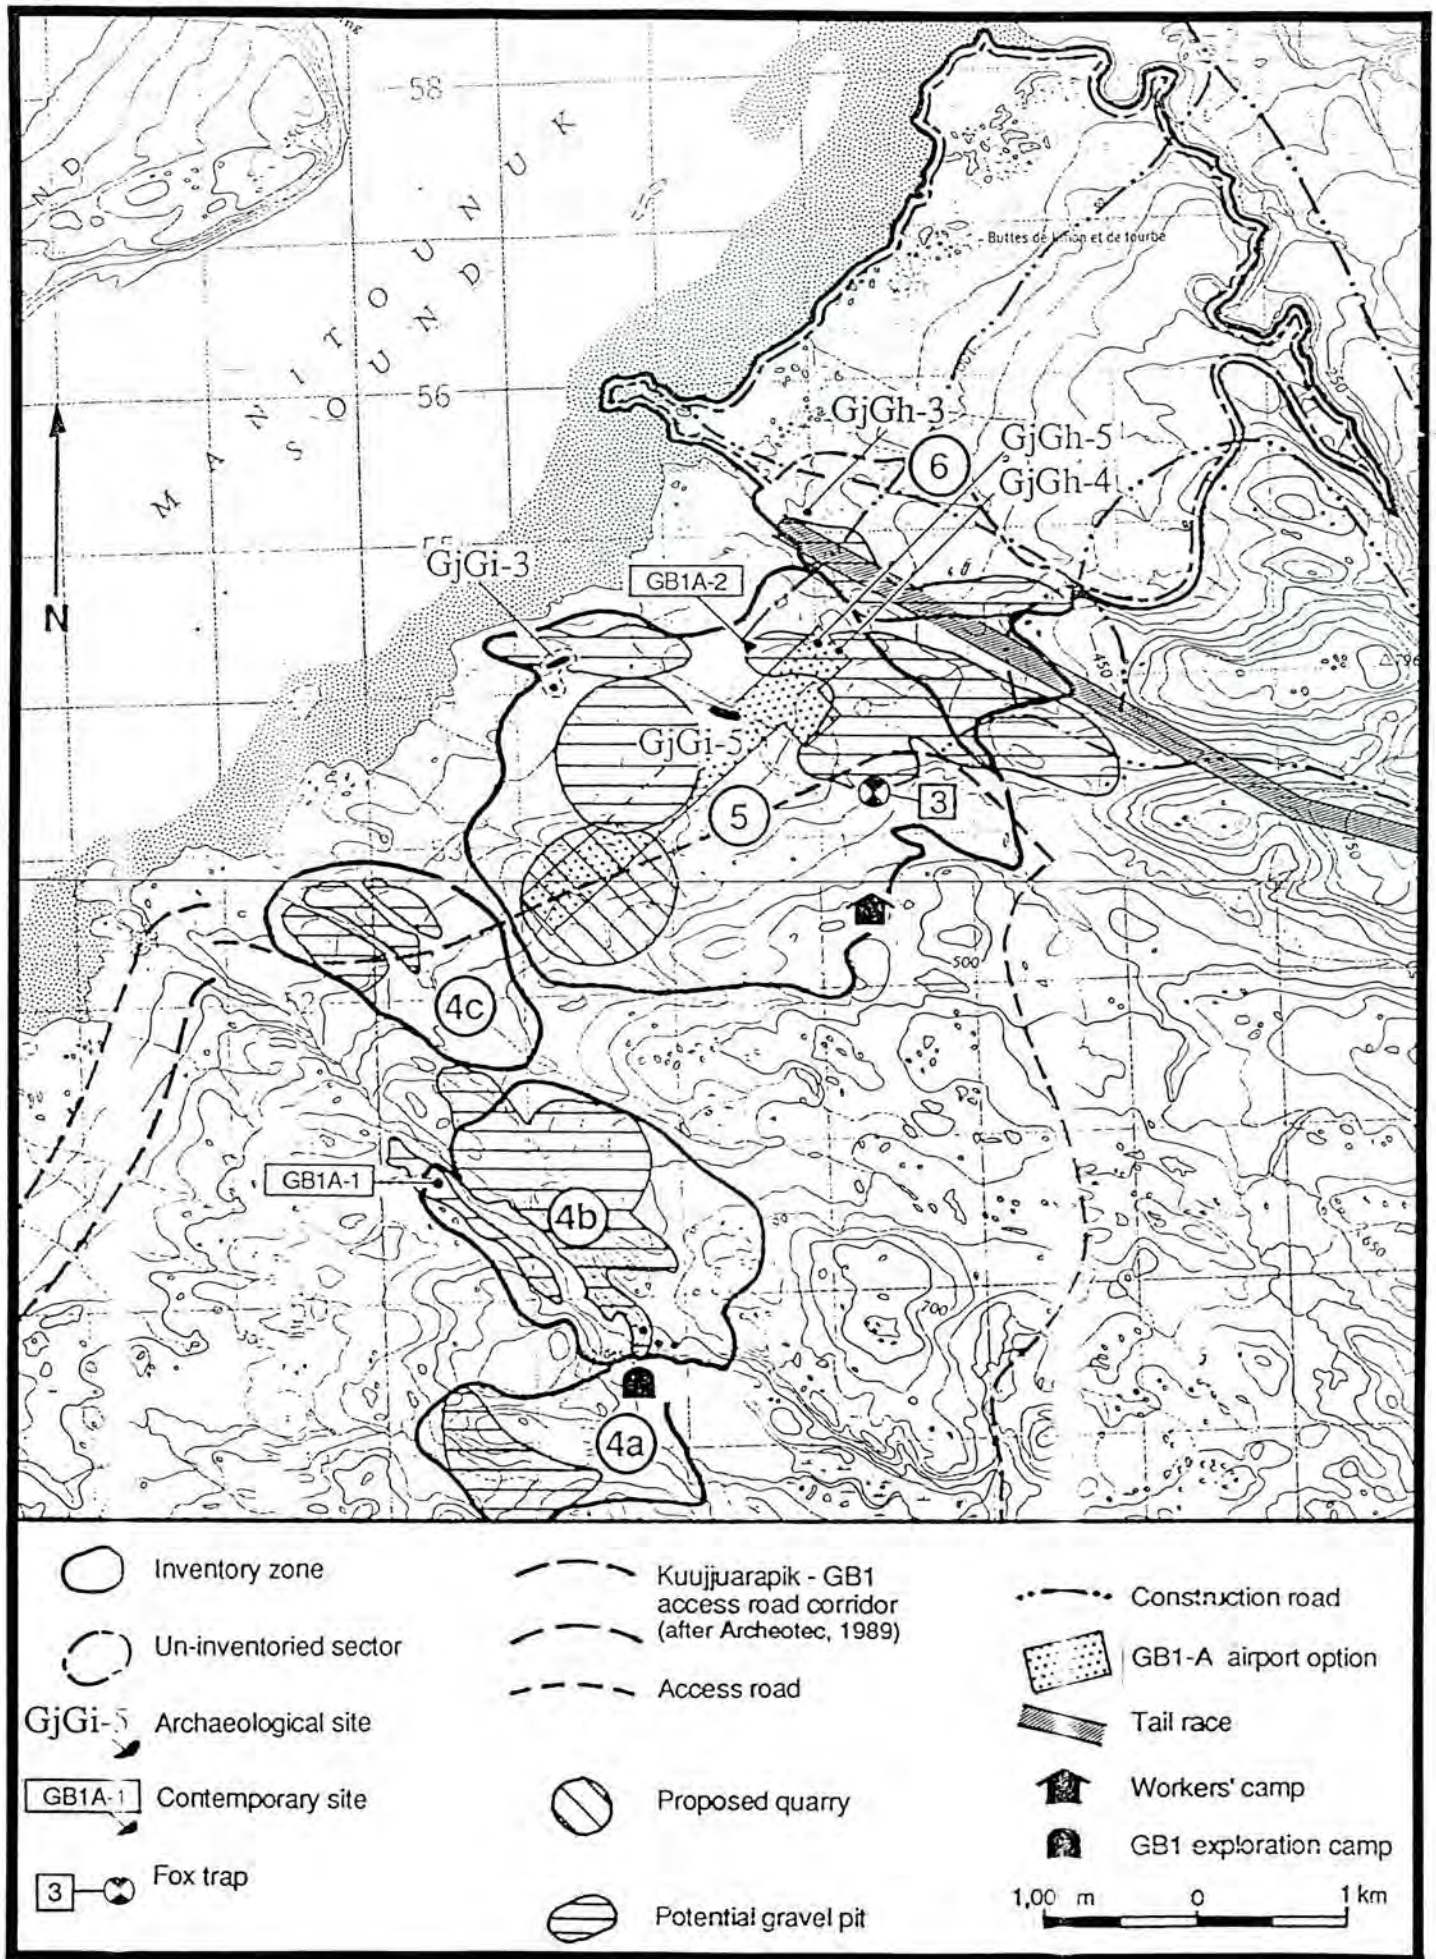 58
MANITOUNUK
SOUND
Buttes de limon et de tourbe
56
GjGh-3
6
GjGh-5
GjGh-4
250
GjGi-3
GB1A-2
N
450
GjGi-5
3
5
500
4c
GB1A-1
4b
650
700
4a
Inventory zone
Un-inventoried sector
GjGi-5 Archaeological site
GB1A-1 Contemporary site
3 Fox trap
Kuujjuarapik - GB1
access road corridor
(after Archeotec, 1989)
Access road
Proposed quarry
Potential gravel pit
Construction road
GB1-A airport option
Tail race
Workers' camp
GB1 exploration camp
1,00 m 0 1 km